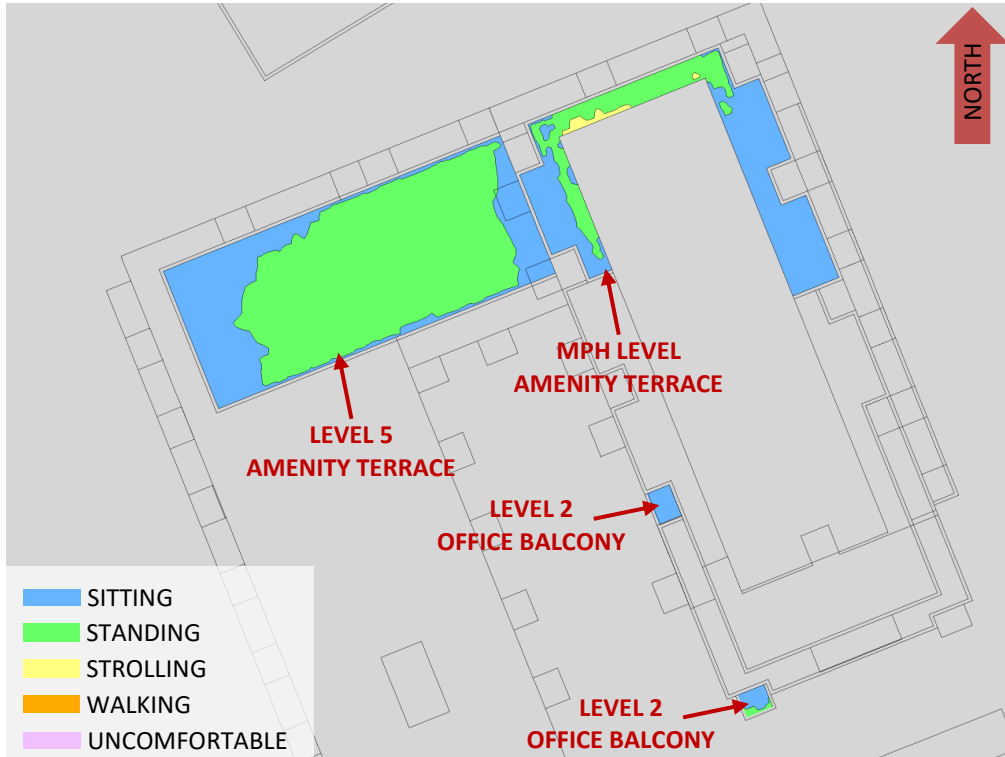 NORTH
MPH LEVEL
AMENITY TERRACE
LEVEL 5
AMENITY TERRACE
LEVEL 2
OFFICE BALCONY
LEVEL 2
OFFICE BALCONY
SITTING
STANDING
STROLLING
WALKING
UNCOMFORTABLE